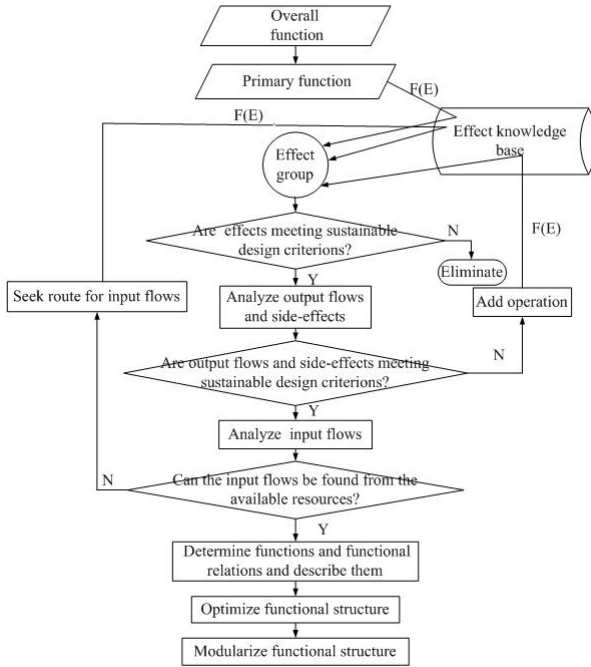 Overall
function
Primary function
F(E)
F(E)
Effect knowledge
base
Effect
group
Are effects meeting sustainable
design criterions?
N
F(E)
Eliminate
Y
Seek route for input flows
Analyze output flows
and side-effects
Add operation
Are output flows and side-effects meeting
sustainable design criterions?
N
Y
Analyze input flows
N
Can the input flows be found from the
available resources?
Y
Determine functions and functional
relations and describe them
Optimize functional structure
Modularize functional structure